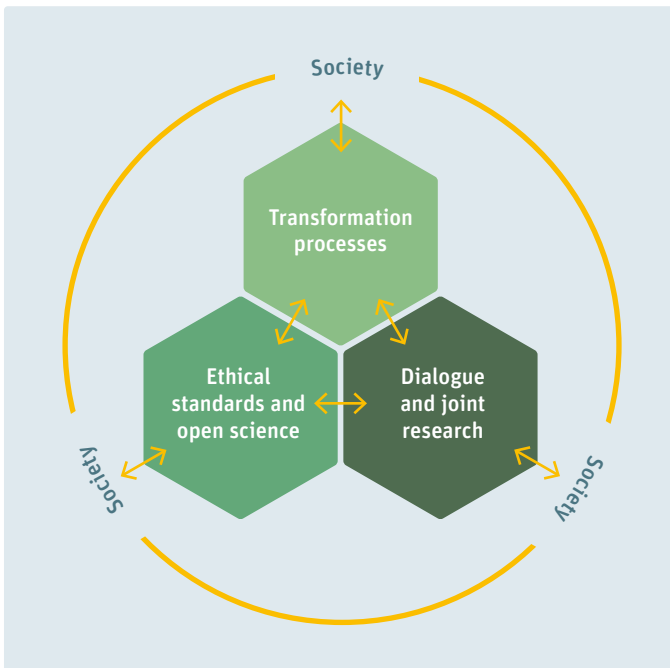 Society
Transformation
processes
Ethical
standards and
open science
Dialogue
and joint
research
Society
Society